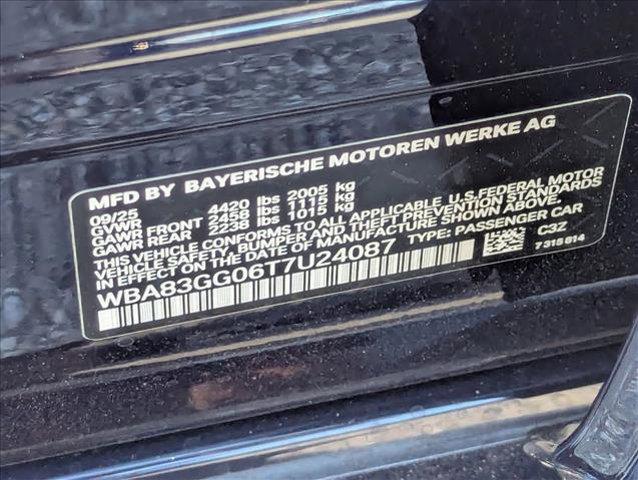 MFD BY BAYERISCHE MOTOREN WERKE AG
09/25
GVWR 4420 lbs 2005 kg
GAWR FRONT 2458 lbs 1115 kg
GAWR REAR 2238 lbs 1015 kg
THIS VEHICLE CONFORMS TO ALL APPLICABLE U.S.FEDERAL MOTOR
VEHICLE SAFETY, BUMPER AND THEFT PREVENTION STANDARDS
IN EFFECT ON THE DATE OF MANUFACTURE SHOWN ABOVE.
WBA83GG06T7U24087 TYPE: PASSENGER CAR
C3Z
7 315 614